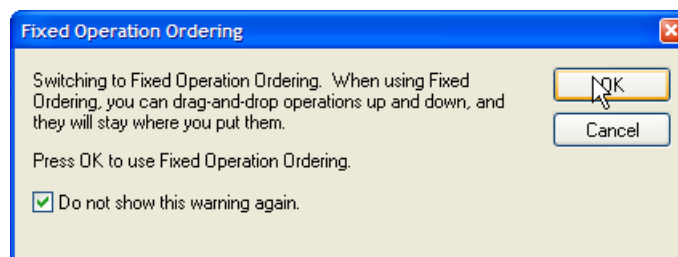 Fixed Operation Ordering
Switching to Fixed Operation Ordering. When using Fixed
Ordering, you can drag-and-drop operations up and down, and
they will stay where you put them.
OK
Cancel
Press OK to use Fixed Operation Ordering.
Do not show this warning again.